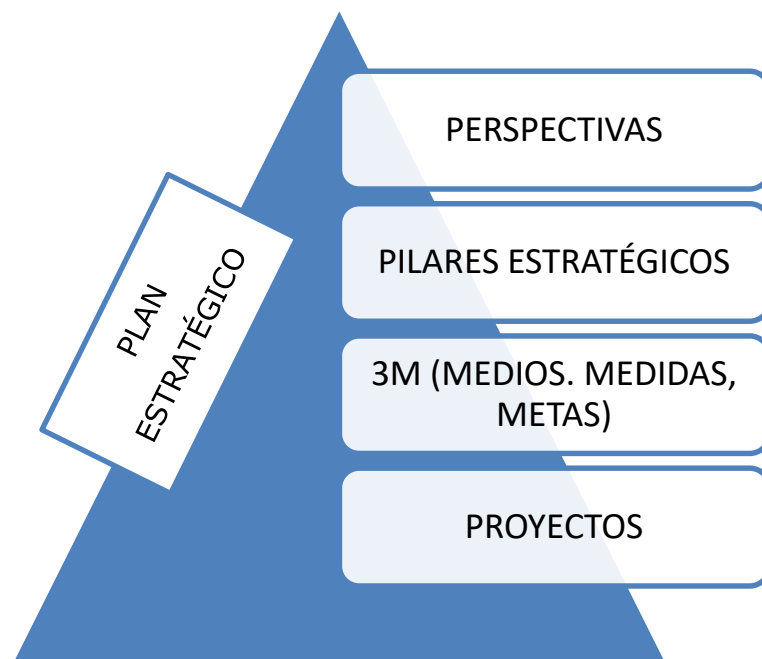 PERSPECTIVAS
PLAN
ESTRATÉGICO
PILARES ESTRATÉGICOS
3M (MEDIOS. MEDIDAS,
METAS)
PROYECTOS